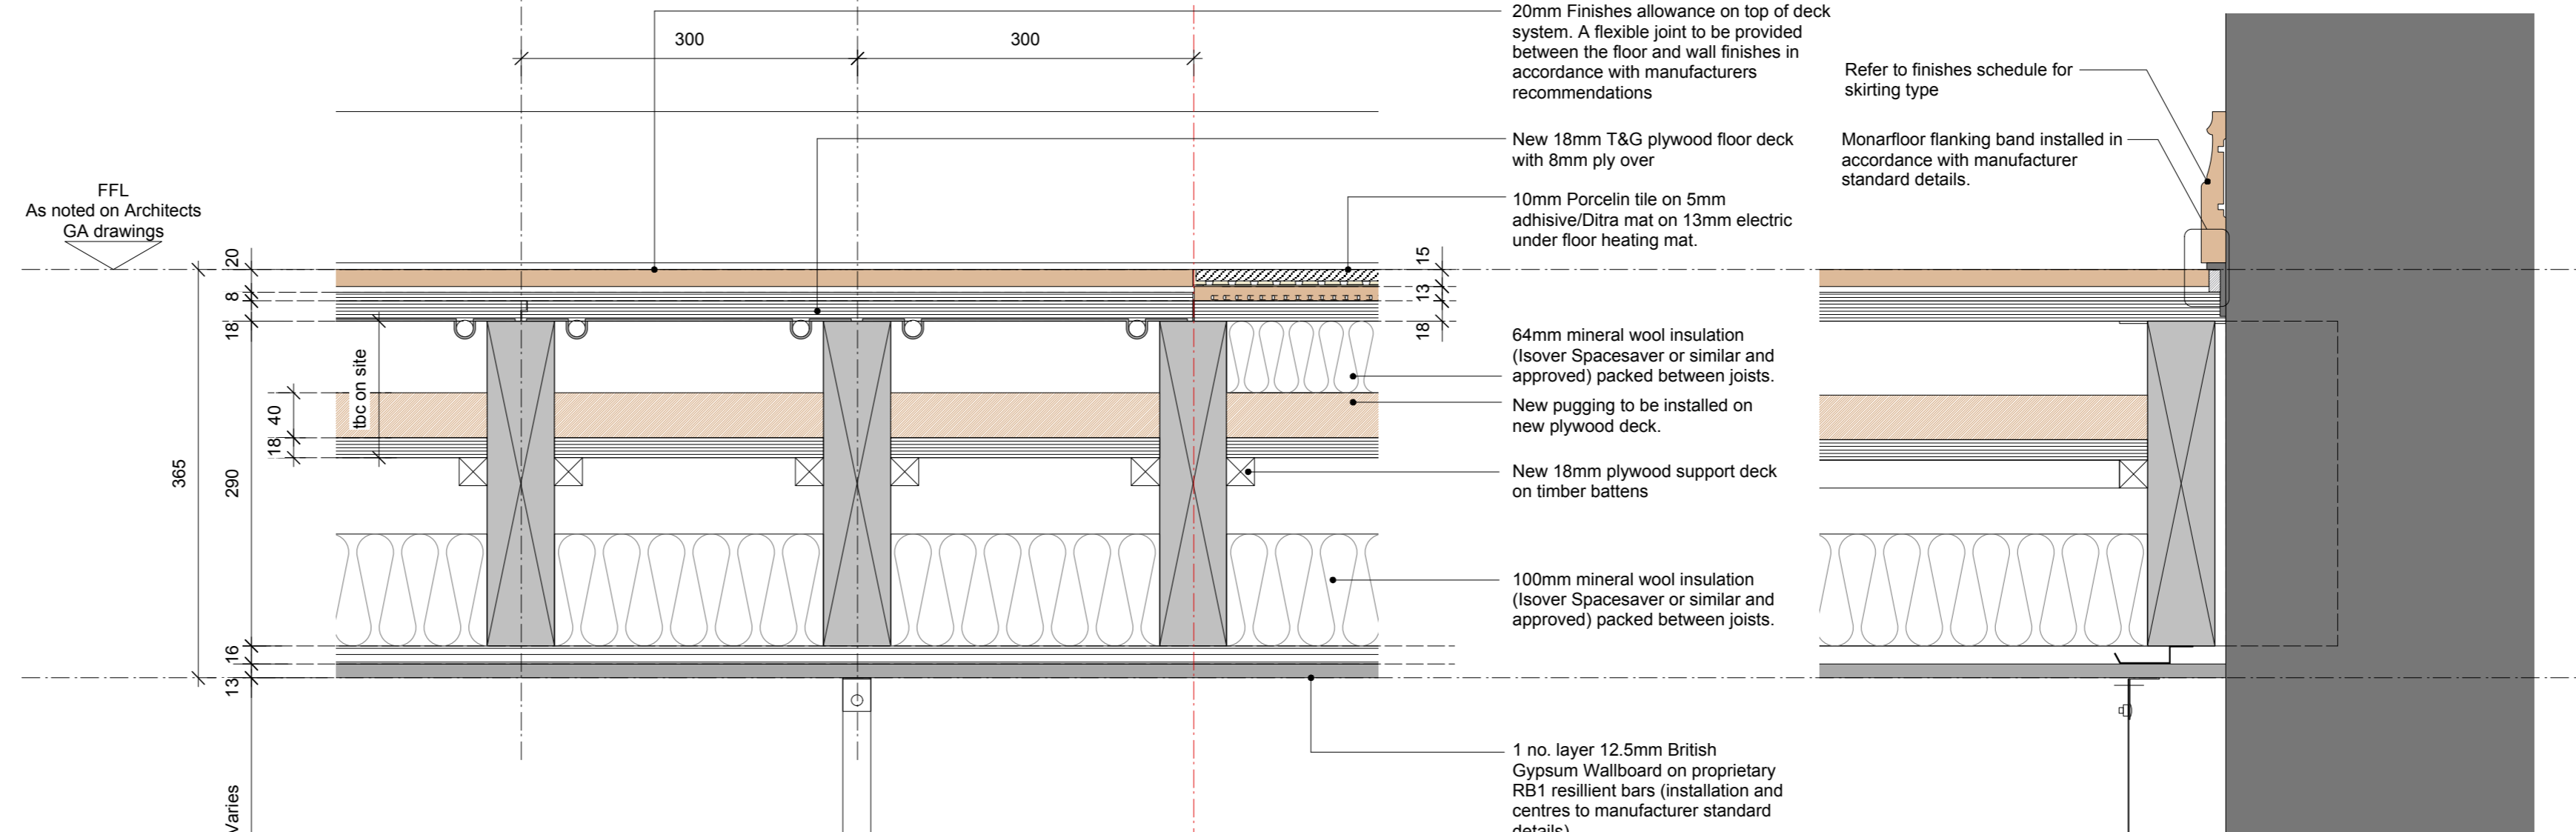 20mm Finishes allowance on top of deck
system. A flexible joint to be provided
between the floor and wall finishes in
accordance with manufacturers
recommendations
300
300
Refer to finishes schedule for
skirting type
New 18mm T&G plywood floor deck
with 8mm ply over
Monarfloor flanking band installed in
accordance with manufacturer
standard details.
FFL
As noted on Architects
GA drawings
10mm Porcelin tile on 5mm
adhisive/Ditra mat on 13mm electric
under floor heating mat.
20
8
18
15
13
18
64mm mineral wool insulation
(Isover Spacesaver or similar and
approved) packed between joists.
tbc on site
40
18
New pugging to be installed on
new plywood deck.
365
290
New 18mm plywood support deck
on timber battens
100mm mineral wool insulation
(Isover Spacesaver or similar and
approved) packed between joists.
16
13
1 no. layer 12.5mm British
Gypsum Wallboard on proprietary
RB1 resillient bars (installation and
centres to manufacturer standard
details)
Varies